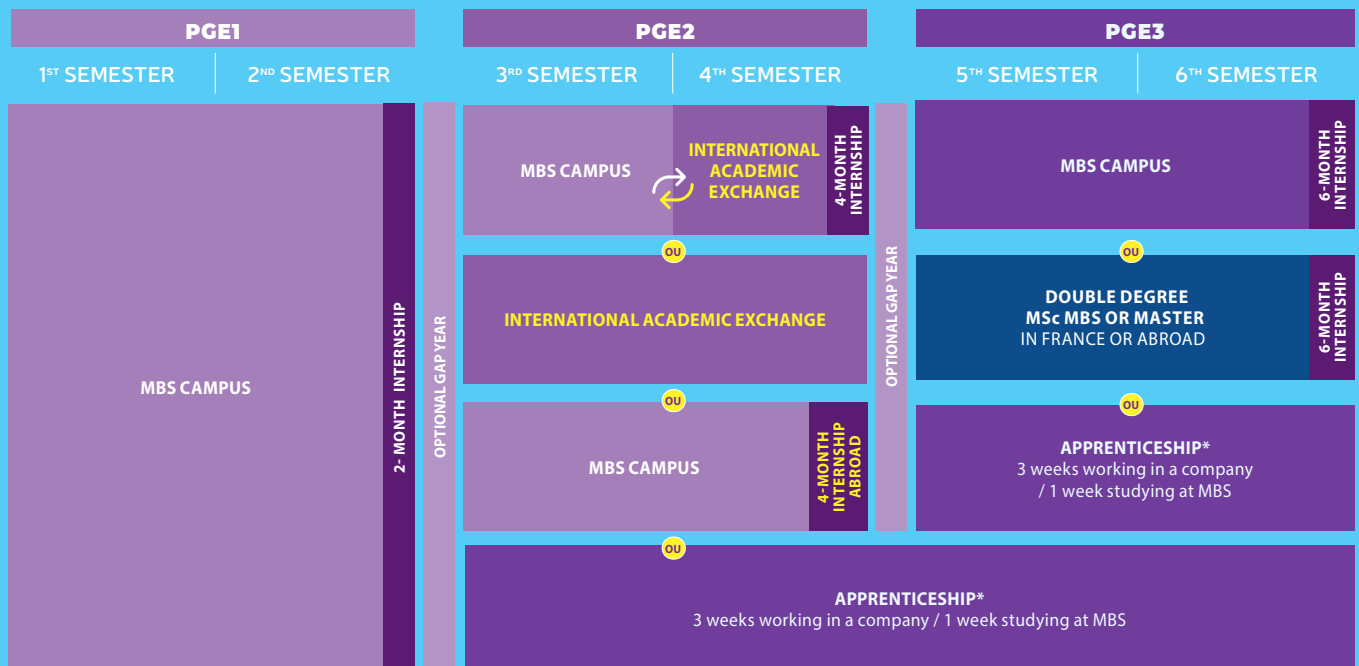 PGE1
PGE2
PGE3
1ST SEMESTER
2ND SEMESTER
3RD SEMESTER
4TH SEMESTER
5TH SEMESTER
6TH SEMESTER
MBS CAMPUS
2- MONTH INTERNSHIP
OPTIONAL GAP YEAR
MBS CAMPUS
INTERNATIONAL
ACADEMIC
EXCHANGE
4-MONTH
INTERNSHIP
OU
INTERNATIONAL ACADEMIC EXCHANGE
OU
MBS CAMPUS
4-MONTH
INTERNSHIP
ABROAD
OPTIONAL GAP YEAR
MBS CAMPUS
6-MONTH
INTERNSHIP
OU
DOUBLE DEGREE
MSc MBS OR MASTER
IN FRANCE OR ABROAD
6-MONTH
INTERNSHIP
OU
APPRENTICESHIP*
3 weeks working in a company
/ 1 week studying at MBS
OU
APPRENTICESHIP*
3 weeks working in a company / 1 week studying at MBS